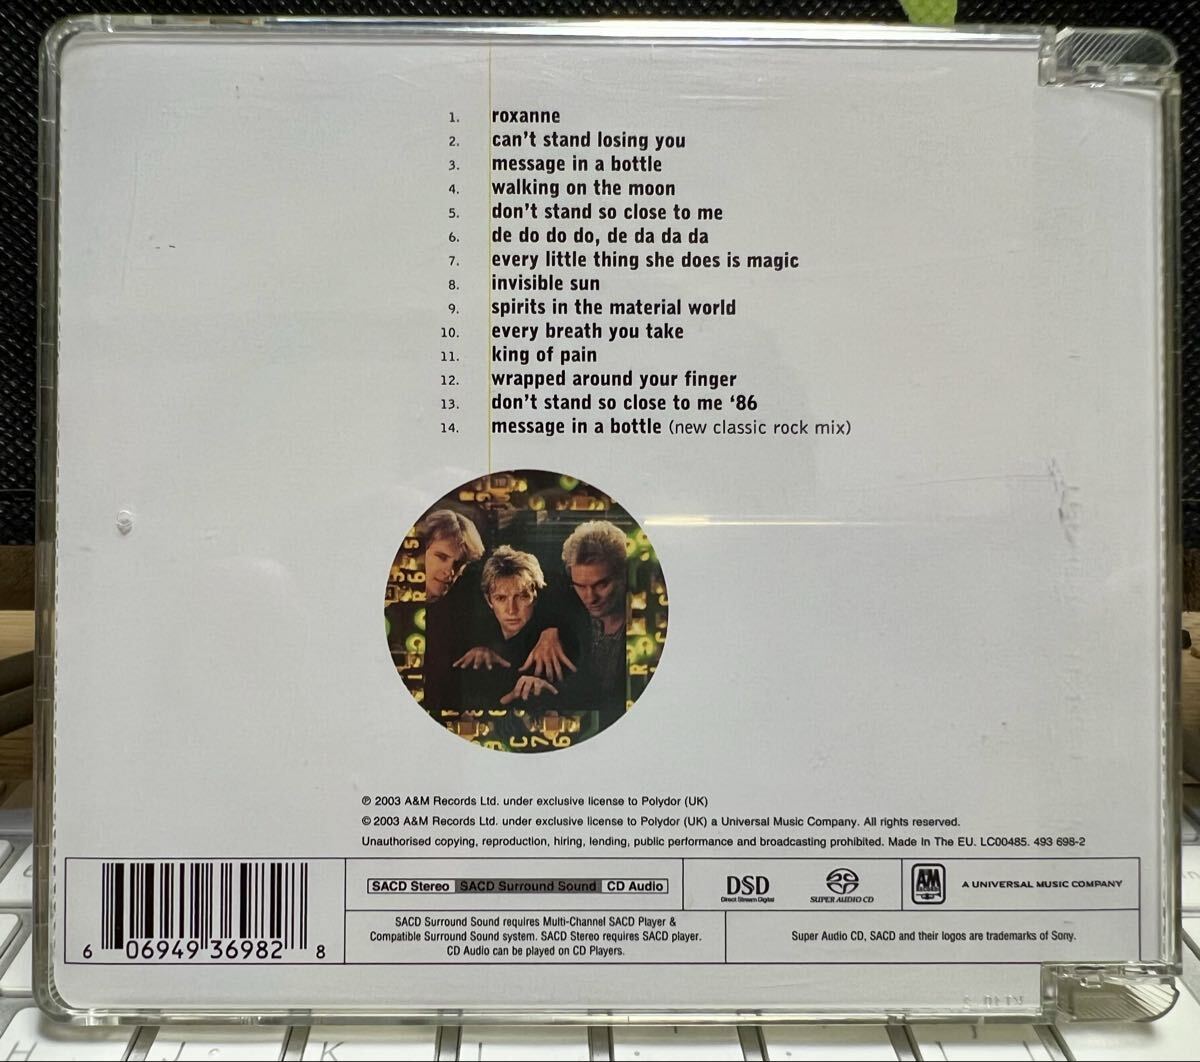 1. roxanne
2. can't stand losing you
3. message in a bottle
4. walking on the moon
5. don't stand so close to me
6. de do do do, de da da da
7. every little thing she does is magic
8. invisible sun
9. spirits in the material world
10. every breath you take
11. king of pain
12. wrapped around your finger
13. don't stand so close to me ‘86
14. message in a bottle (new classic rock mix)
℗ 2003 A&M Records Ltd. under exclusive license to Polydor (UK)
© 2003 A&M Records Ltd. under exclusive license to Polydor (UK) a Universal Music Company. All rights reserved.
Unauthorised copying, reproduction, hiring, lending, public performance and broadcasting prohibited. Made In The EU. LC00485. 493 698-2
6 06949 36982 8
SACD Stereo SACD Surround Sound CD Audio
DSD
Direct Stream Digital
SUPER AUDIO CD
AM
A UNIVERSAL MUSIC COMPANY
SACD Surround Sound requires Multi-Channel SACD Player &
Compatible Surround Sound system. SACD Stereo requires SACD player.
CD Audio can be played on CD Players.
Super Audio CD, SACD and their logos are trademarks of Sony.
H
J
K
L